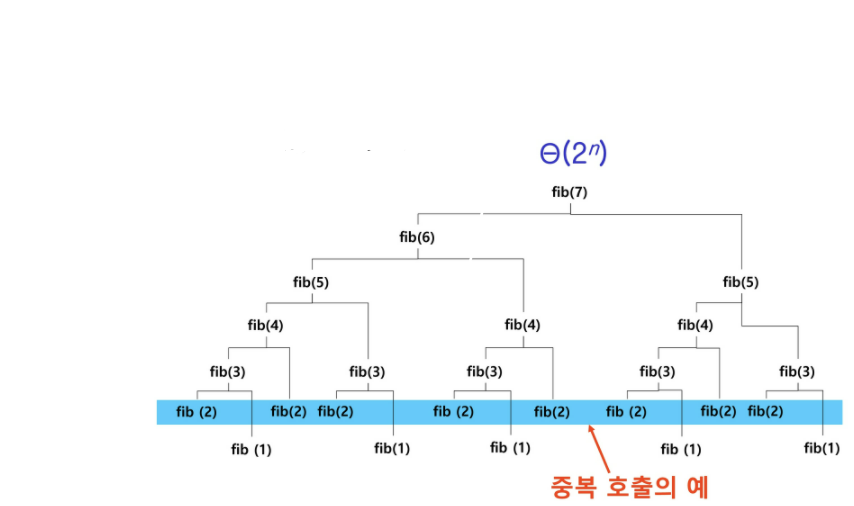 Θ(2ⁿ)
fib(7)
fib(6)
fib(5) fib(5)
fib(4) fib(4) fib(4)
fib(3) fib(3) fib(3) fib(3) fib(3)
fib (2) fib(2) fib(2) fib (2) fib(2) fib (2) fib(2) fib(2)
fib (1) fib(1) fib (1) fib (1) fib(1)
중복 호출의 예